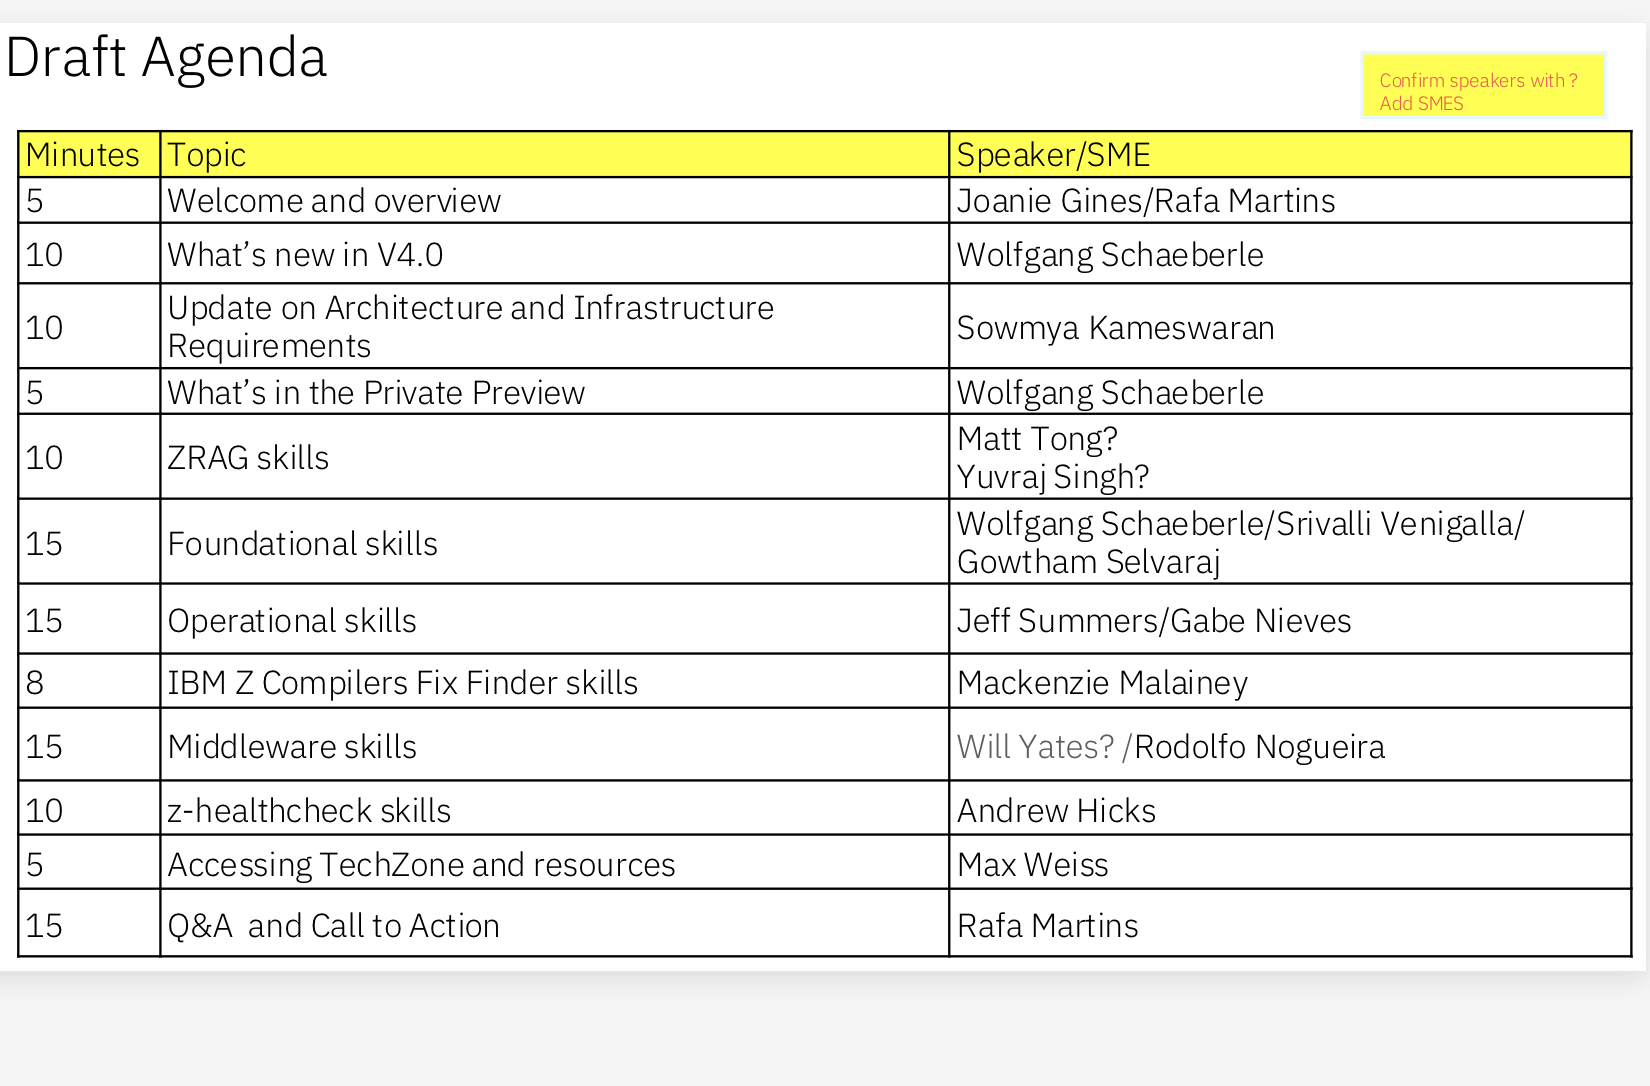 Draft Agenda
Confirm speakers with ?
Add SMES
Minutes Topic Speaker/SME
5 Welcome and overview Joanie Gines/Rafa Martins
10 What’s new in V4.0 Wolfgang Schaeberle
10 Update on Architecture and Infrastructure
Requirements Sowmya Kameswaran
5 What’s in the Private Preview Wolfgang Schaeberle
10 ZRAG skills Matt Tong?
Yuvraj Singh?
15 Foundational skills Wolfgang Schaeberle/Srivalli Venigalla/
Gowtham Selvaraj
15 Operational skills Jeff Summers/Gabe Nieves
8 IBM Z Compilers Fix Finder skills Mackenzie Malainey
15 Middleware skills Will Yates? /Rodolfo Nogueira
10 z-healthcheck skills Andrew Hicks
5 Accessing TechZone and resources Max Weiss
15 Q&A and Call to Action Rafa Martins